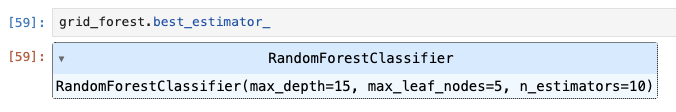 [59]: grid_forest.best_estimator_
[59]: ▼ RandomForestClassifier
RandomForestClassifier(max_depth=15, max_leaf_nodes=5, n_estimators=10)